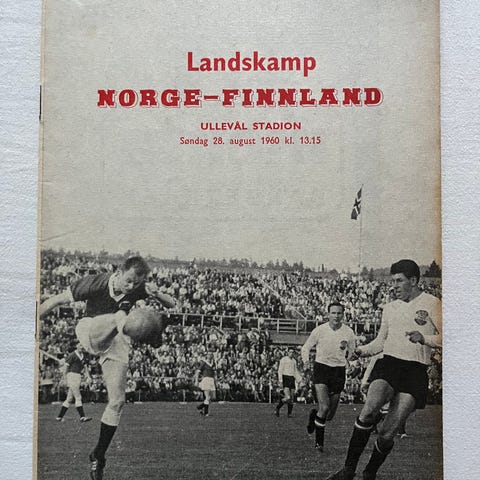 Landskamp
NORGE–FINNLAND
ULLEVÅL STADION
Søndag 28. august 1960 kl. 13.15